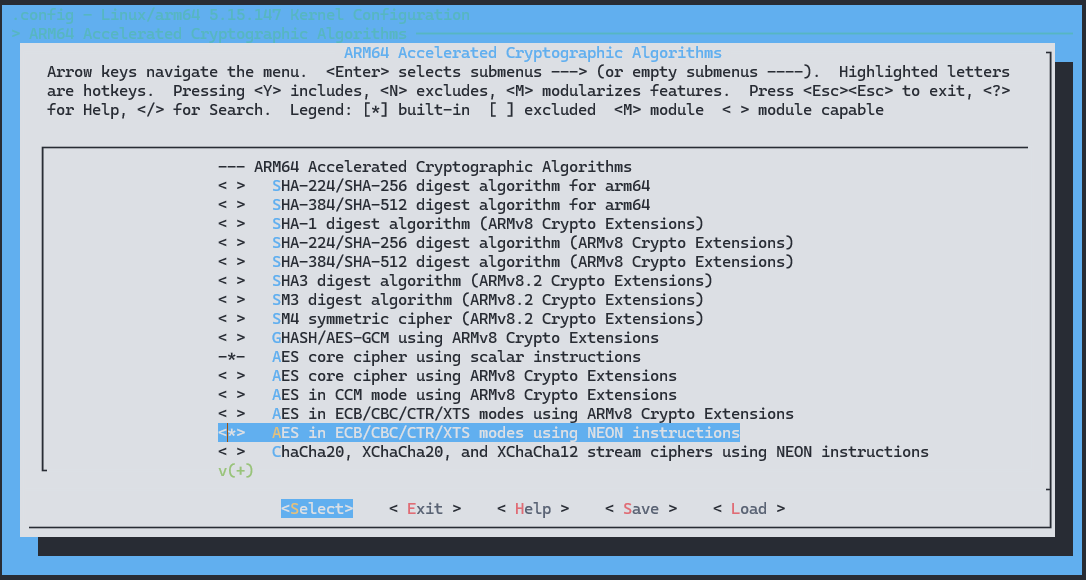 .config - Linux/arm64 5.15.147 Kernel Configuration
> ARM64 Accelerated Cryptographic Algorithms
ARM64 Accelerated Cryptographic Algorithms
Arrow keys navigate the menu.  <Enter> selects submenus ---> (or empty submenus ----).  Highlighted letters
are hotkeys.  Pressing <Y> includes, <N> excludes, <M> modularizes features.  Press <Esc><Esc> to exit, <?>
for Help, </> for Search.  Legend: [*] built-in  [ ] excluded  <M> module  < > module capable
--- ARM64 Accelerated Cryptographic Algorithms
< >   SHA-224/SHA-256 digest algorithm for arm64
< >   SHA-384/SHA-512 digest algorithm for arm64
< >   SHA-1 digest algorithm (ARMv8 Crypto Extensions)
< >   SHA-224/SHA-256 digest algorithm (ARMv8 Crypto Extensions)
< >   SHA-384/SHA-512 digest algorithm (ARMv8 Crypto Extensions)
< >   SHA3 digest algorithm (ARMv8.2 Crypto Extensions)
< >   SM3 digest algorithm (ARMv8.2 Crypto Extensions)
< >   SM4 symmetric cipher (ARMv8.2 Crypto Extensions)
< >   GHASH/AES-GCM using ARMv8 Crypto Extensions
-*-   AES core cipher using scalar instructions
< >   AES core cipher using ARMv8 Crypto Extensions
< >   AES in CCM mode using ARMv8 Crypto Extensions
< >   AES in ECB/CBC/CTR/XTS modes using ARMv8 Crypto Extensions
<*>   AES in ECB/CBC/CTR/XTS modes using NEON instructions
< >   ChaCha20, XChaCha20, and XChaCha12 stream ciphers using NEON instructions
v(+)
<Select>    < Exit >    < Help >    < Save >    < Load >